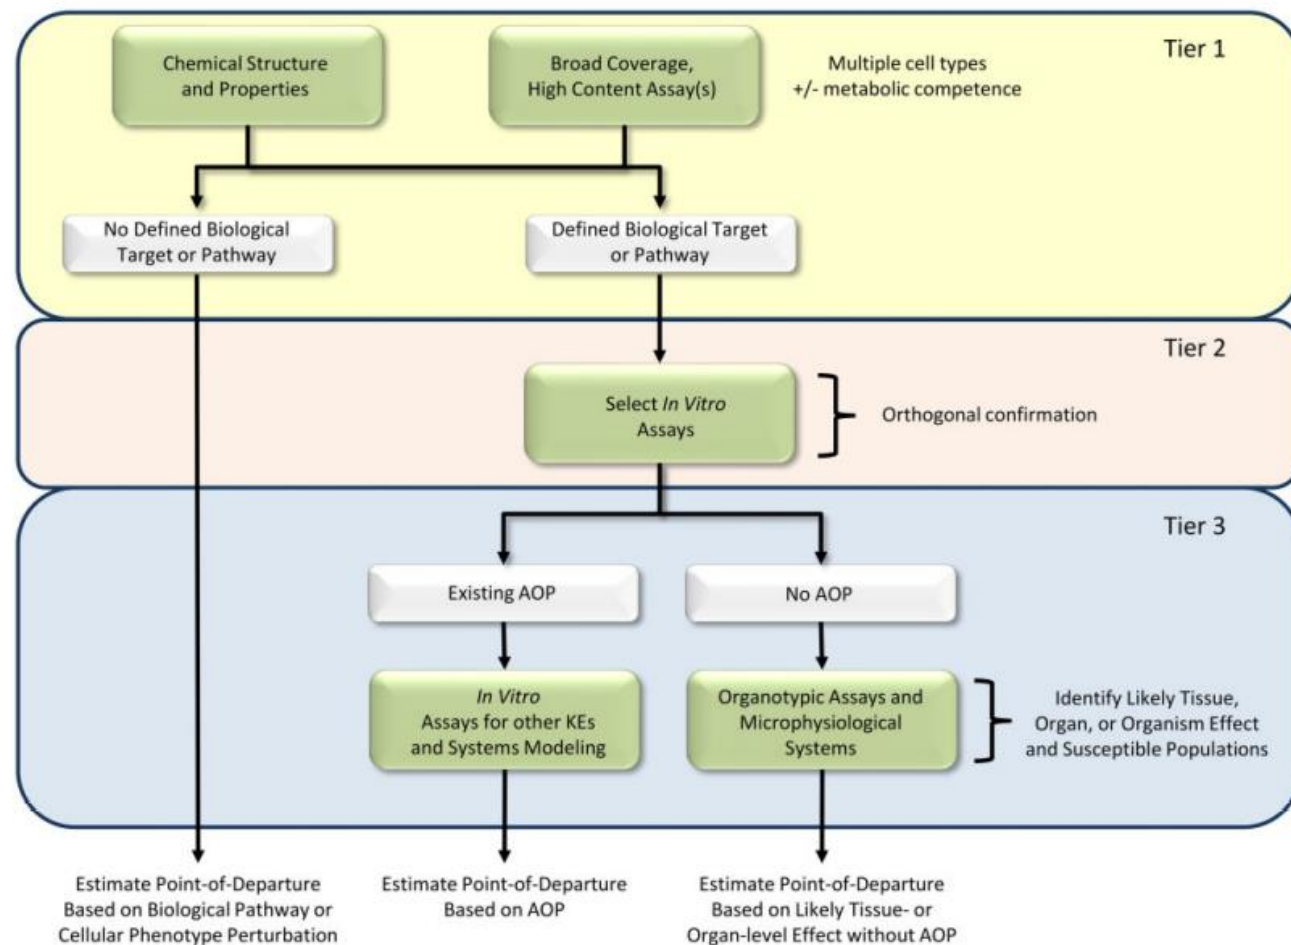 Tier 1
Chemical Structure
and Properties
Broad Coverage,
High Content Assay(s)
Multiple cell types
+/- metabolic competence
No Defined Biological
Target or Pathway
Defined Biological Target
or Pathway
Tier 2
Select In Vitro
Assays
Orthogonal confirmation
Tier 3
Existing AOP
No AOP
In Vitro
Assays for other KEs
and Systems Modeling
Organotypic Assays and
Microphysiological
Systems
Identify Likely Tissue,
Organ, or Organism Effect
and Susceptible Populations
Estimate Point-of-Departure
Based on Biological Pathway or
Cellular Phenotype Perturbation
Estimate Point-of-Departure
Based on AOP
Estimate Point-of-Departure
Based on Likely Tissue- or
Organ-level Effect without AOP